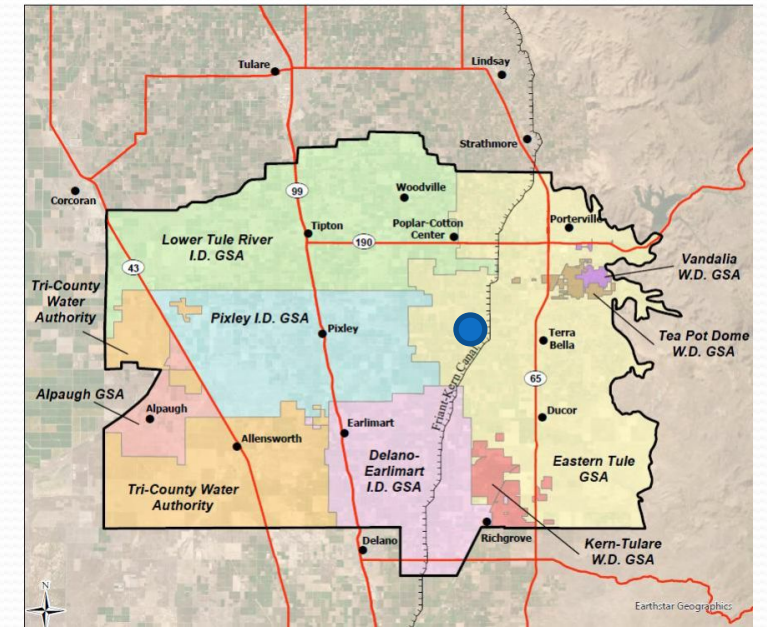 Tulare
Lindsay
Strathmore
Corcoran
99
Woodville
Porterville
Tipton
Poplar-Cotton
Center
190
Lower Tule River
I.D. GSA
43
Vandalia
W.D. GSA
Tri-County
Water
Authority
Pixley I.D. GSA
Pixley
Tea Pot Dome
W.D. GSA
Terra
Bella
Friant-Kern Canal
65
Alpaugh GSA
Alpaugh
Ducor
Earlimart
Allensworth
Delano-
Earlimart
I.D. GSA
Eastern Tule
GSA
Tri-County Water
Authority
Richgrove
Delano
Kern-Tulare
W.D. GSA
N
Earthstar Geographics